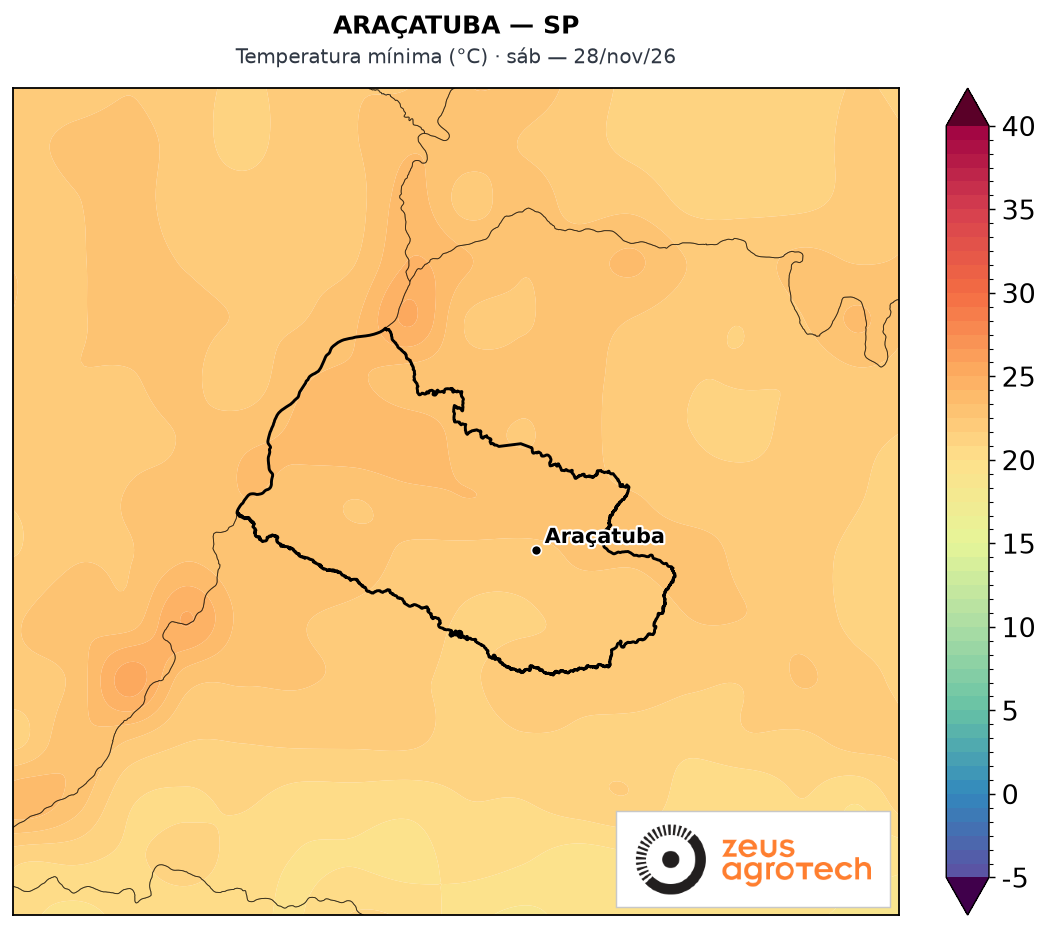 ARAÇATUBA — SP
Temperatura mínima (°C) · sáb — 28/nov/26
40
35
30
25
20
15
10
5
0
-5
Araçatuba
zeus
agrotech